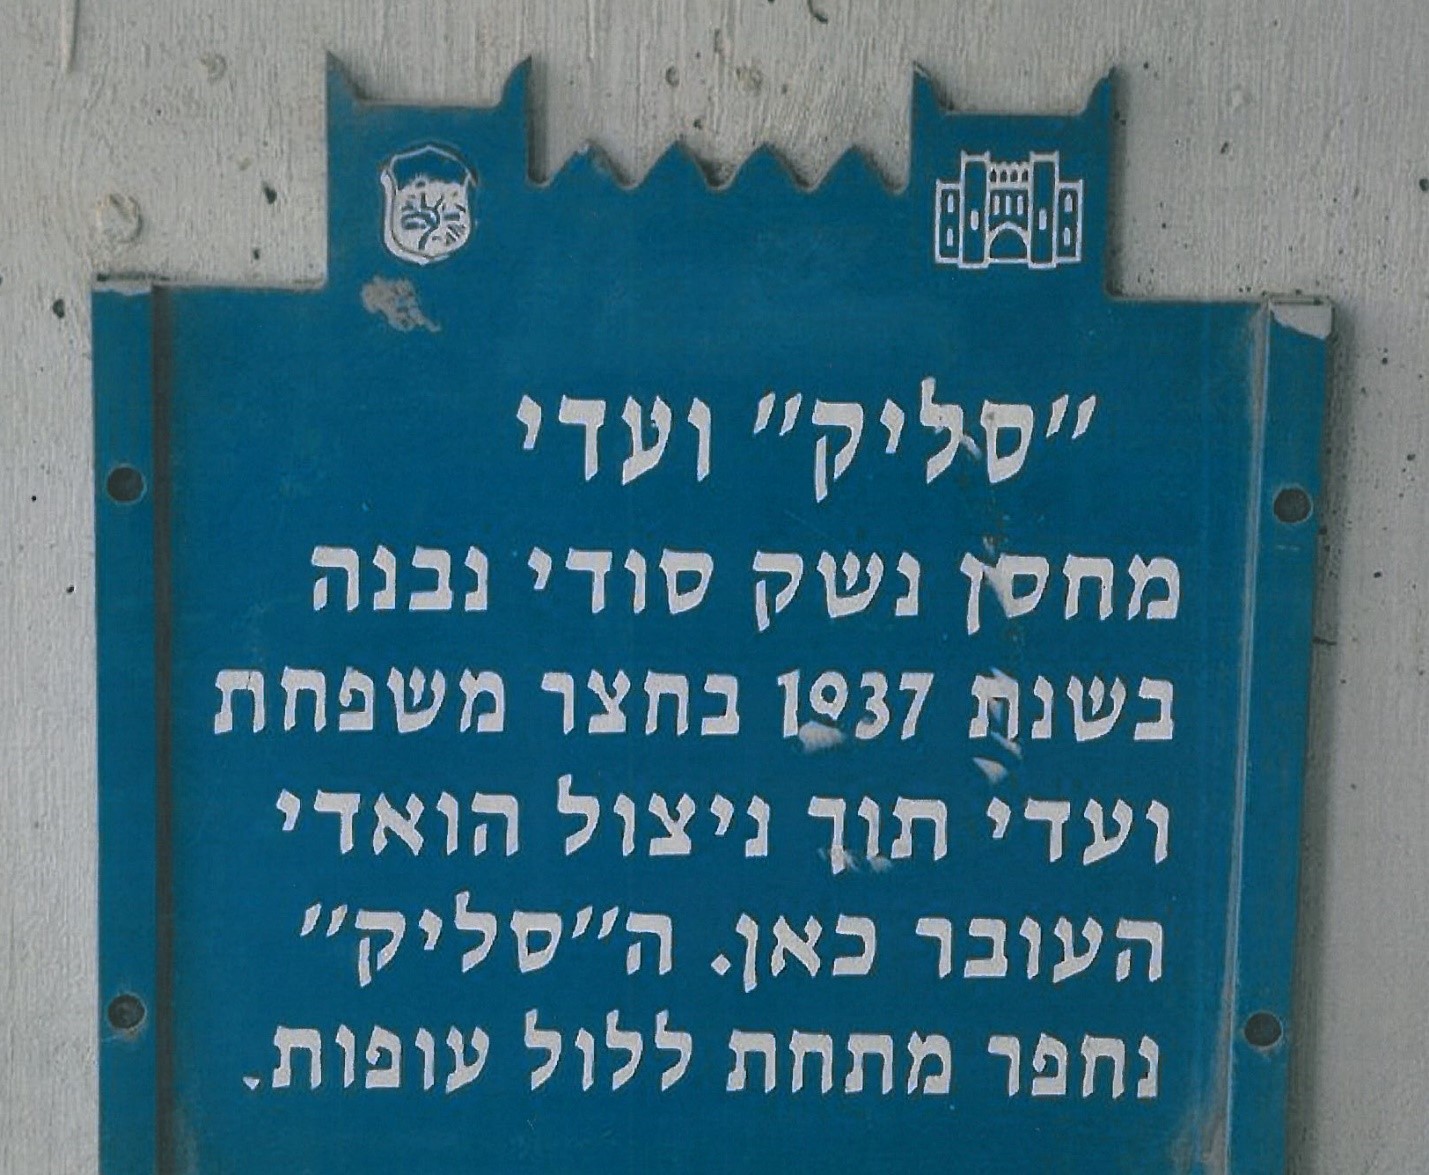 "סליק" ועדי
מחסן נשק סודי נבנה
בשנת 1937 בחצר משפחת
ועדי תוך ניצול הואדי
העובר כאן. ה"סליק"
נחפר מתחת ללול עופות.